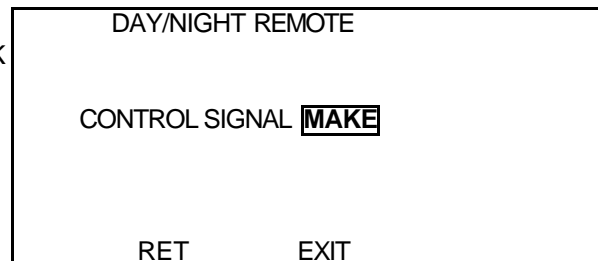 DAY/NIGHT REMOTE
K
CONTROL SIGNAL MAKE
RET EXIT